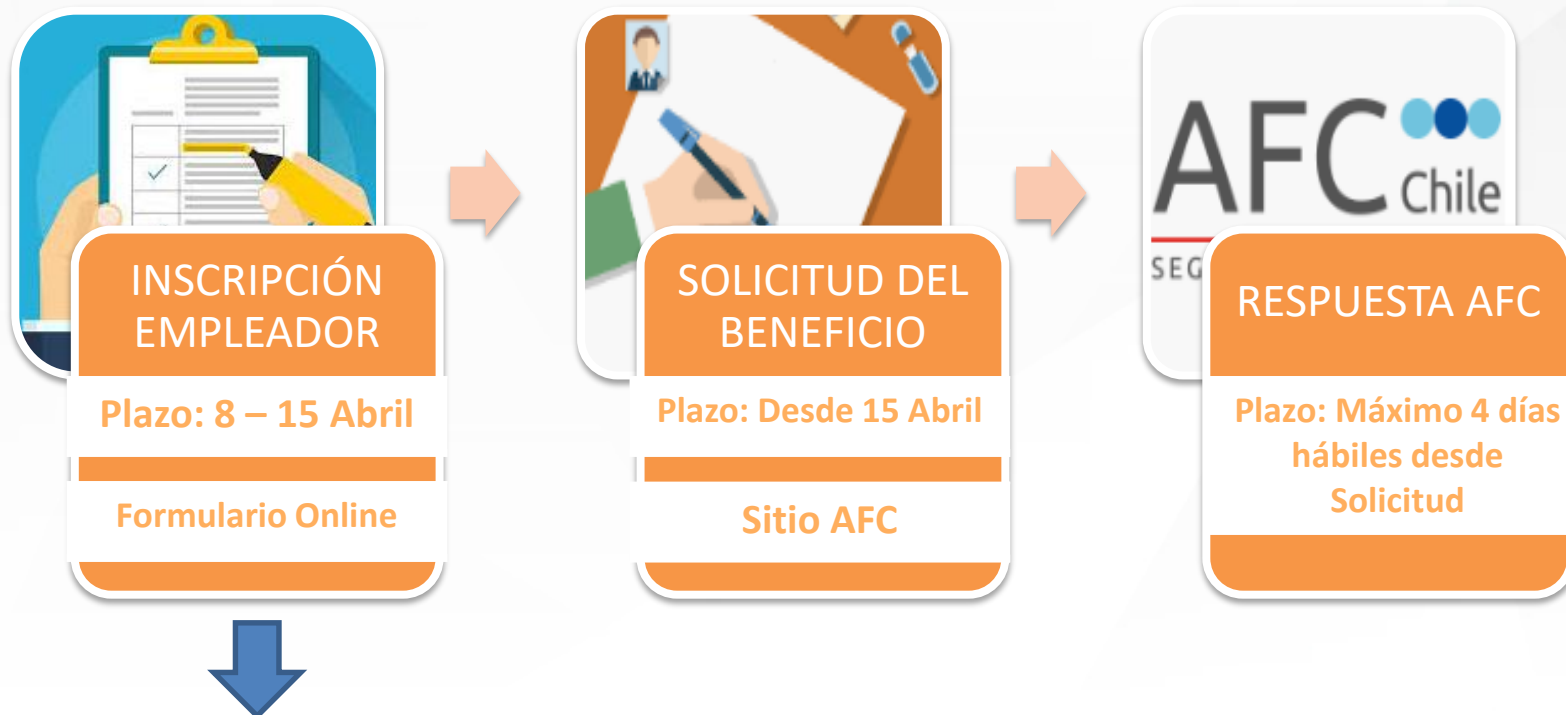 AFC
Chile
SEG
INSCRIPCIÓN
EMPLEADOR
Plazo: 8 – 15 Abril
Formulario Online
SOLICITUD DEL
BENEFICIO
Plazo: Desde 15 Abril
Sitio AFC
RESPUESTA AFC
Plazo: Máximo 4 días
hábiles desde
Solicitud